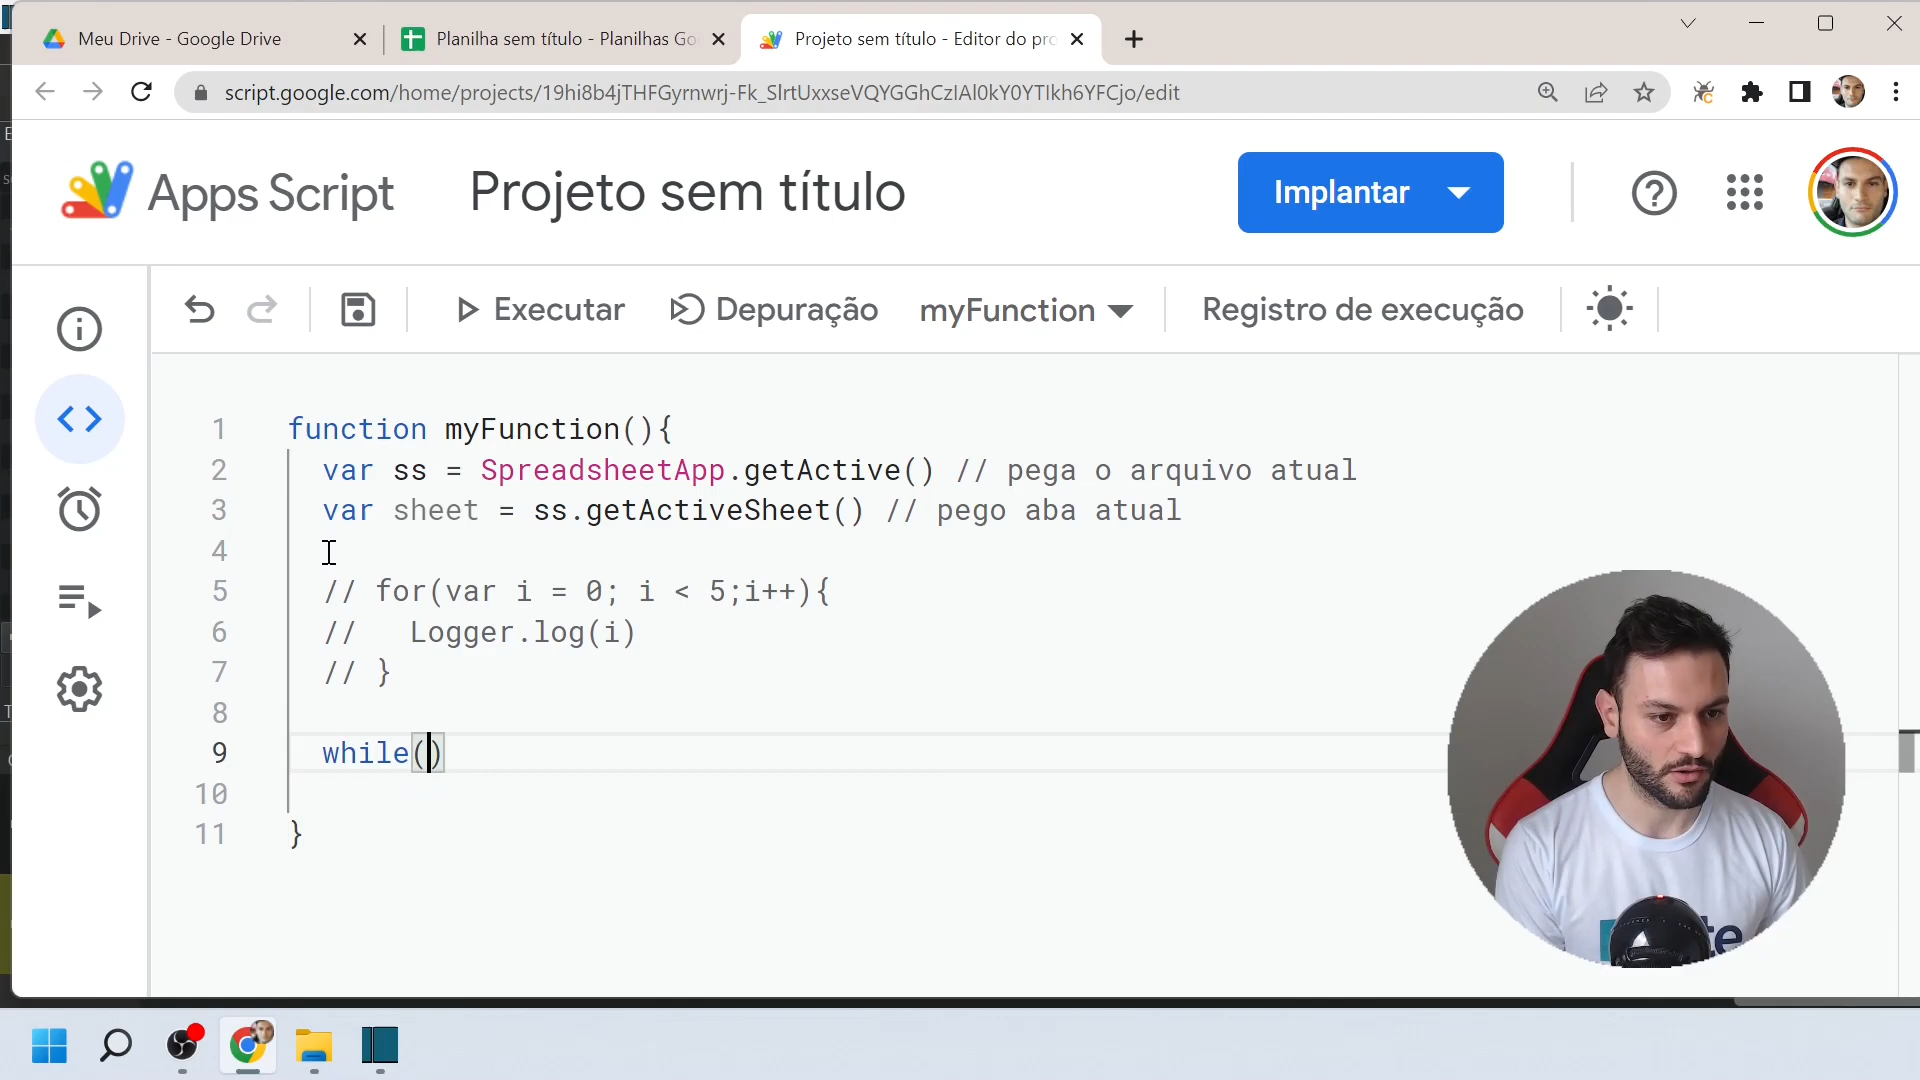 Meu Drive - Google Drive
Planilha sem título - Planilhas Go
Projeto sem título - Editor do pro
script.google.com/home/projects/19hi8b4jTHFGyrnwrj-Fk_SlrtUxxseVQYGGhCzIAl0kY0YTIkh6YFCjo/edit
Apps Script
Projeto sem título
Implantar
Executar
Depuração
myFunction
Registro de execução
1 function myFunction(){
2 var ss = SpreadsheetApp.getActive() // pega o arquivo atual
3 var sheet = ss.getActiveSheet() // pego aba atual
4
5 // for(var i = 0; i < 5;i++){
6 // Logger.log(i)
7 // }
8
9 while()
10
11 }